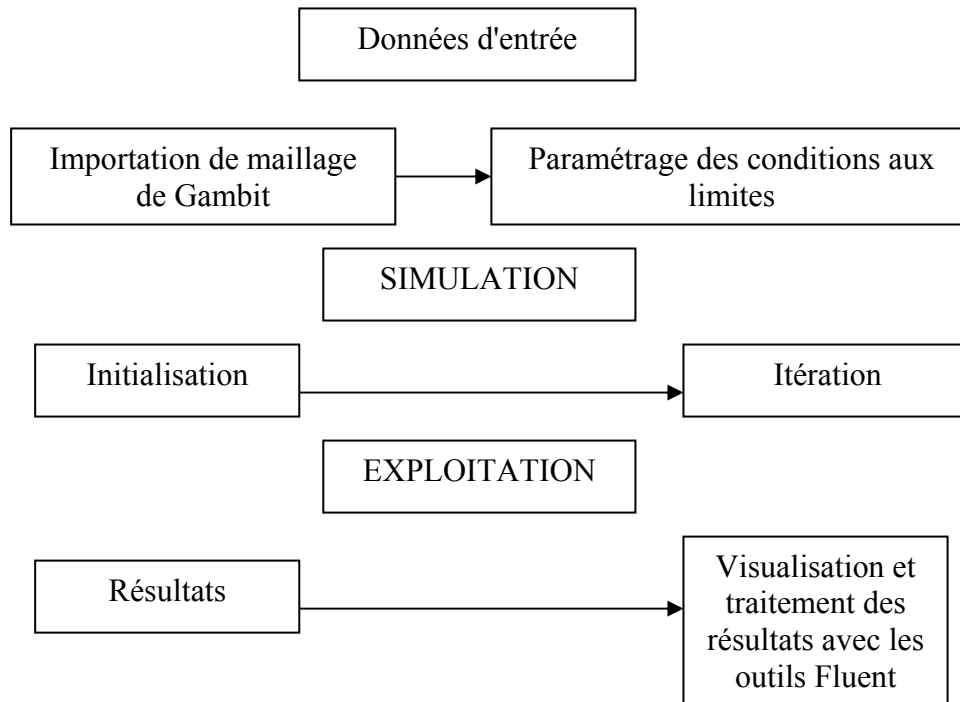 Données d'entrée
Importation de maillage
de Gambit
Paramétrage des conditions aux
limites
SIMULATION
Initialisation
Itération
EXPLOITATION
Résultats
Visualisation et
traitement des
résultats avec les
outils Fluent